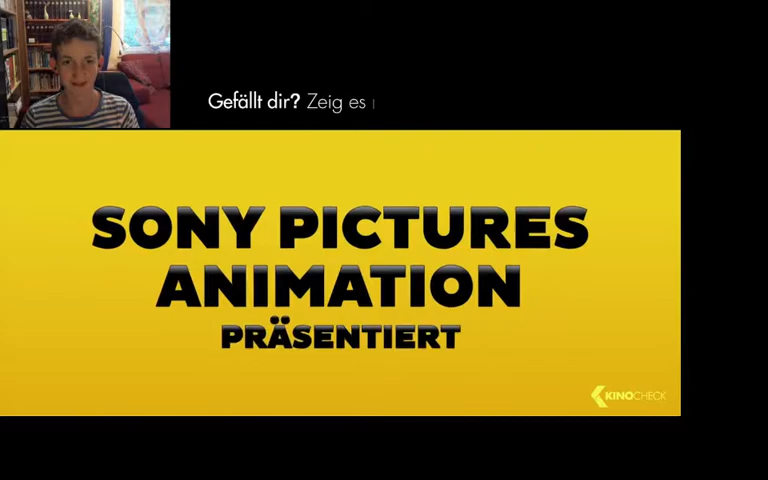 Gefällt dir? Zeig es
SONY PICTURES
ANIMATION
PRÄSENTIERT
KINOCHECK